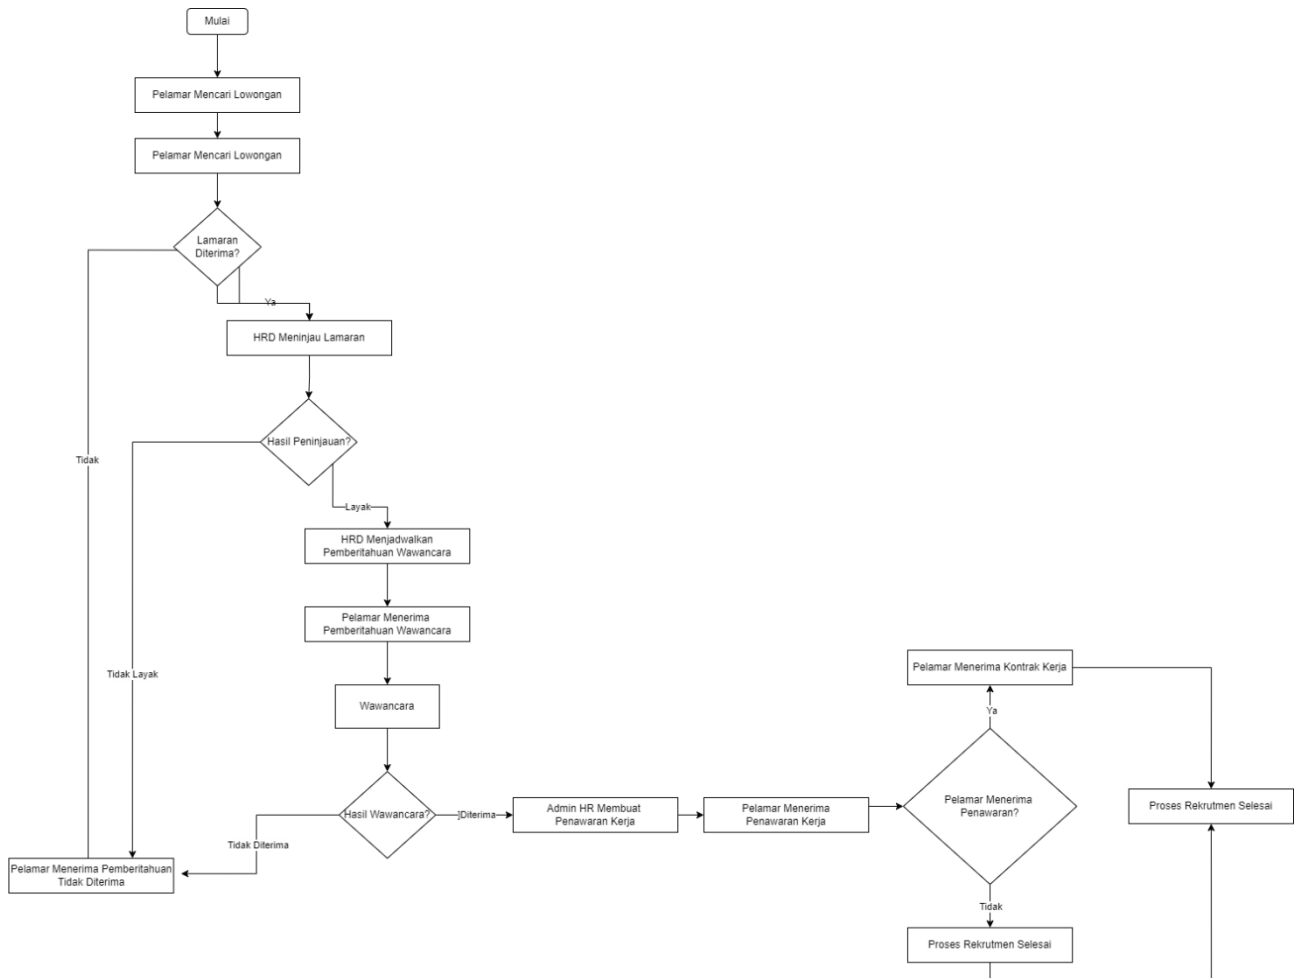 Mulai
Pelamar Mencari Lowongan
Pelamar Mencari Lowongan
Lamaran
Diterima?
Ya
HRD Meninjau Lamaran
Hasil Peninjauan?
Tidak
Layak
HRD Menjadwalkan
Pemberitahuan Wawancara
Pelamar Menerima
Pemberitahuan Wawancara
Tidak Layak
Wawancara
Hasil Wawancara?
]Diterima
Tidak Diterima
Pelamar Menerima Pemberitahuan
Tidak Diterima
Admin HR Membuat
Penawaran Kerja
Pelamar Menerima
Penawaran Kerja
Pelamar Menerima
Penawaran?
Ya
Pelamar Menerima Kontrak Kerja
Proses Rekrutmen Selesai
Tidak
Proses Rekrutmen Selesai